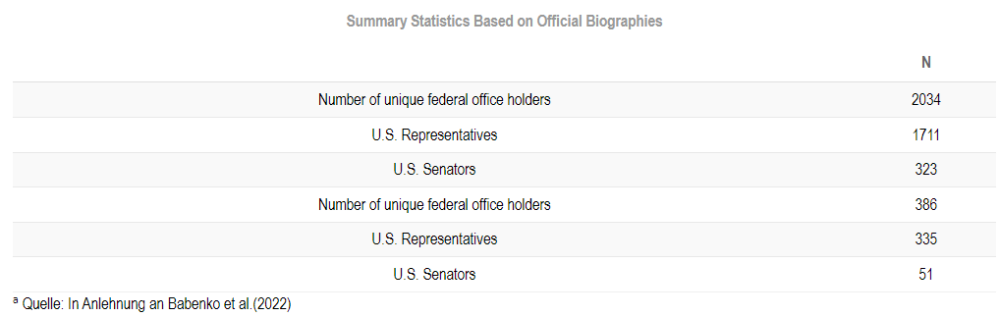 Summary Statistics Based on Official Biographies
N
Number of unique federal office holders 2034
U.S. Representatives 1711
U.S. Senators 323
Number of unique federal office holders 386
U.S. Representatives 335
U.S. Senators 51
ª Quelle: In Anlehnung an Babenko et al.(2022)